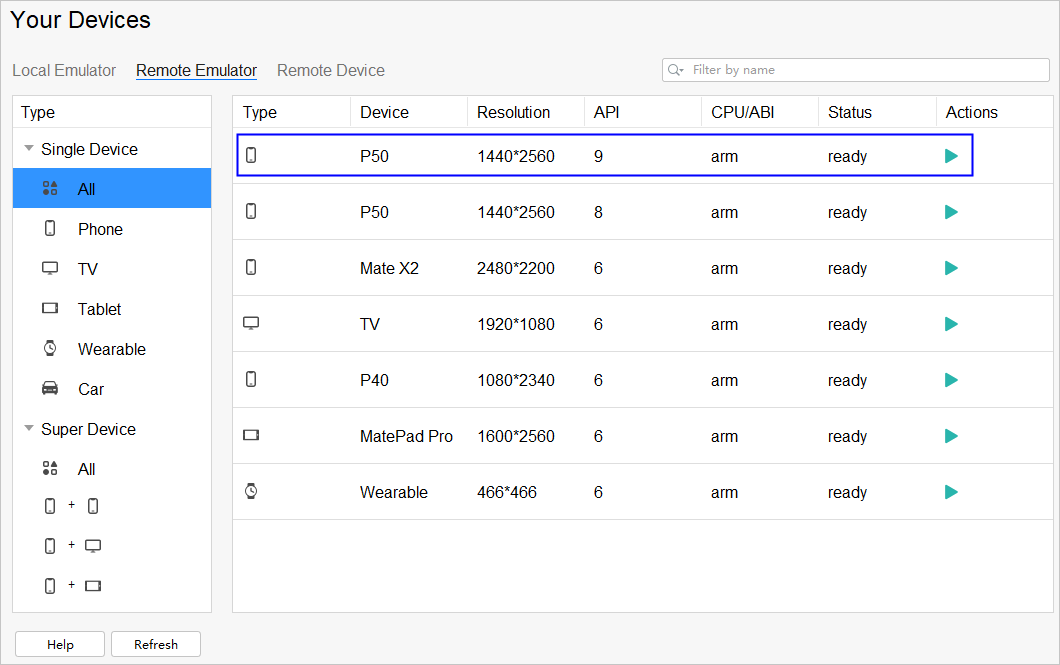 Your Devices
Local Emulator Remote Emulator Remote Device Filter by name
Type
Single Device
All
Phone
TV
Tablet
Wearable
Car
Super Device
All
+
+
+
Type Device Resolution API CPU/ABI Status Actions
P50 1440*2560 9 arm ready
P50 1440*2560 8 arm ready
Mate X2 2480*2200 6 arm ready
TV 1920*1080 6 arm ready
P40 1080*2340 6 arm ready
MatePad Pro 1600*2560 6 arm ready
Wearable 466*466 6 arm ready
Help Refresh